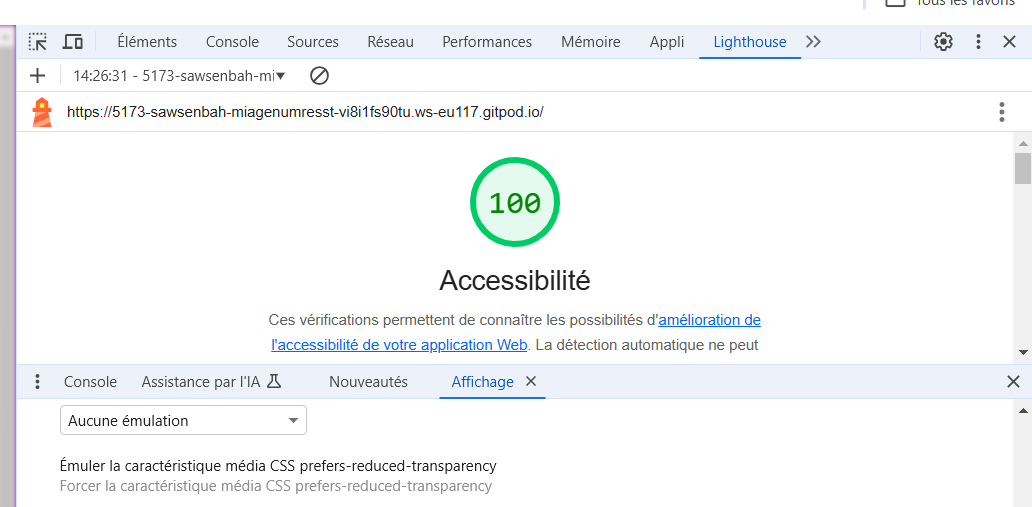 Tous les favoris
Éléments Console Sources Réseau Performances Mémoire Appli Lighthouse
14:26:31 - 5173-sawsenbah-mi
https://5173-sawsenbah-miagenumresst-vi8i1fs90tu.ws-eu117.gitpod.io/
100
Accessibilité
Ces vérifications permettent de connaître les possibilités d'amélioration de
l'accessibilité de votre application Web. La détection automatique ne peut
Console Assistance par l'IA Nouveautés Affichage
Aucune émulation
Émuler la caractéristique média CSS prefers-reduced-transparency
Forcer la caractéristique média CSS prefers-reduced-transparency